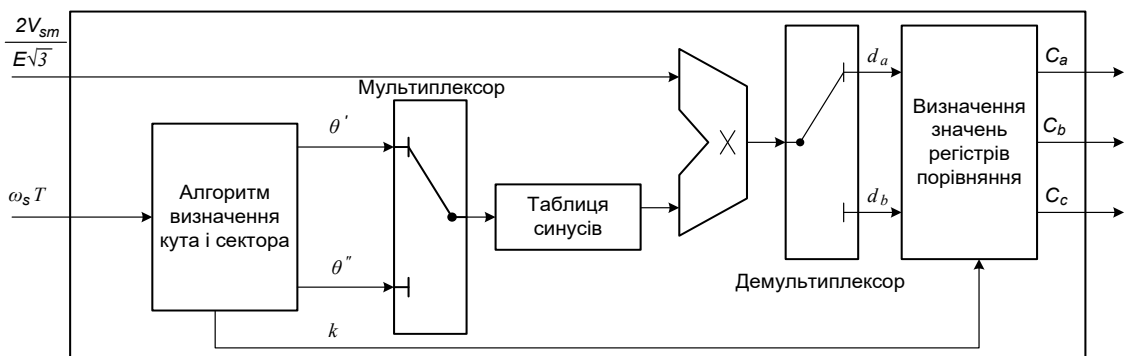 2V_sm
E√3
Мультиплексор
θ'
ω_s T
Алгоритм
визначення
кута і сектора
θ"
k
Таблиця
синусів
×
Демультиплексор
d_a
d_b
Визначення
значень
регістрів
порівняння
C_a
C_b
C_c